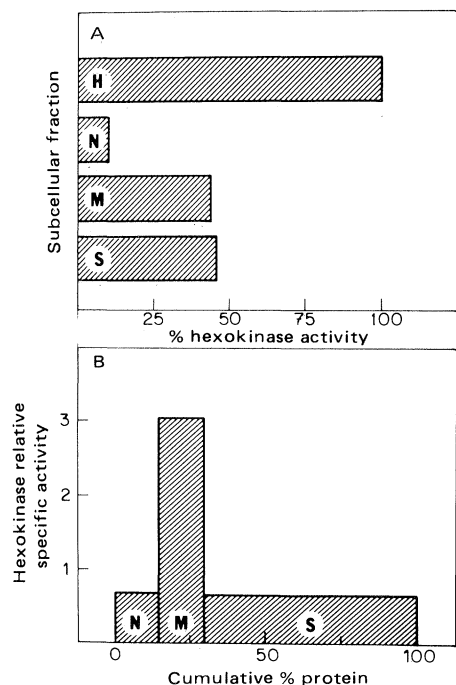 A
Subcellular fraction
H
N
M
S
25 50 75 100
% hexokinase activity
B
Hexokinase relative
specific activity
3
2
1
N M S
0 50 100
Cumulative % protein